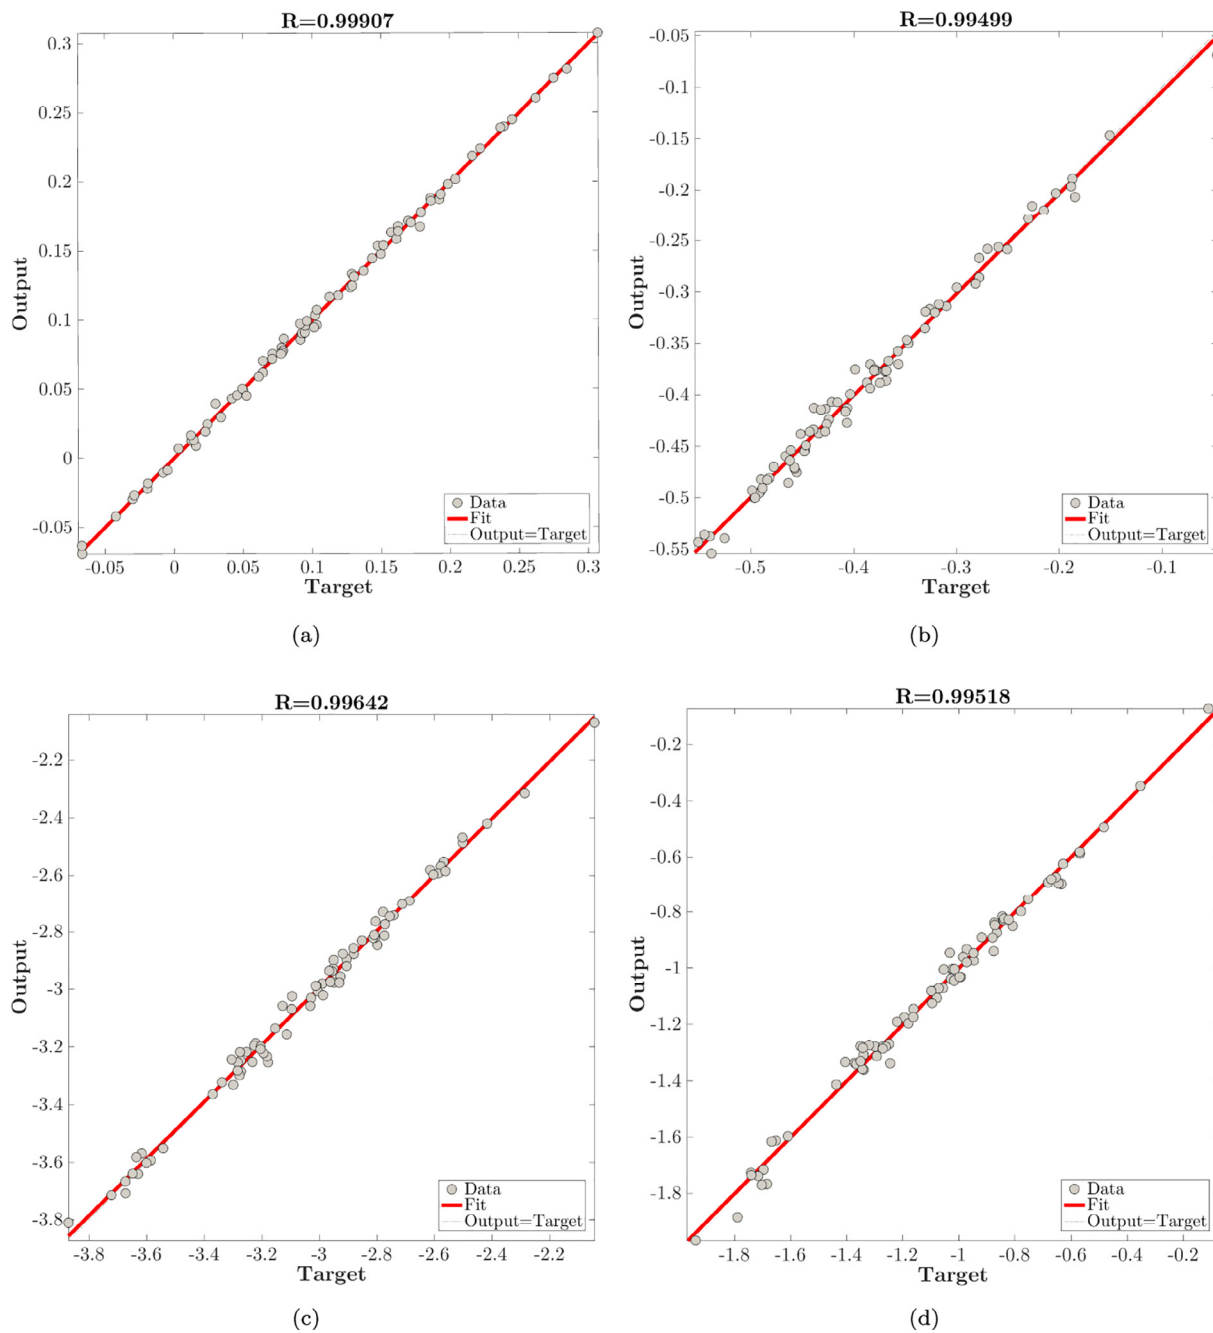 R=0.99907
0.3
0.25
0.2
0.15
0.1
0.05
0
-0.05
Output
-0.05 0 0.05 0.1 0.15 0.2 0.25 0.3
Target
Data
Fit
Output=Target
(a)
R=0.99499
-0.05
-0.1
-0.15
-0.2
-0.25
-0.3
-0.35
-0.4
-0.45
-0.5
-0.55
Output
-0.5 -0.4 -0.3 -0.2 -0.1
Target
Data
Fit
Output=Target
(b)
R=0.99642
-2.2
-2.4
-2.6
-2.8
-3
-3.2
-3.4
-3.6
-3.8
Output
-3.8 -3.6 -3.4 -3.2 -3 -2.8 -2.6 -2.4 -2.2
Target
Data
Fit
Output=Target
(c)
R=0.99518
-0.2
-0.4
-0.6
-0.8
-1
-1.2
-1.4
-1.6
-1.8
Output
-1.8 -1.6 -1.4 -1.2 -1 -0.8 -0.6 -0.4 -0.2
Target
Data
Fit
Output=Target
(d)